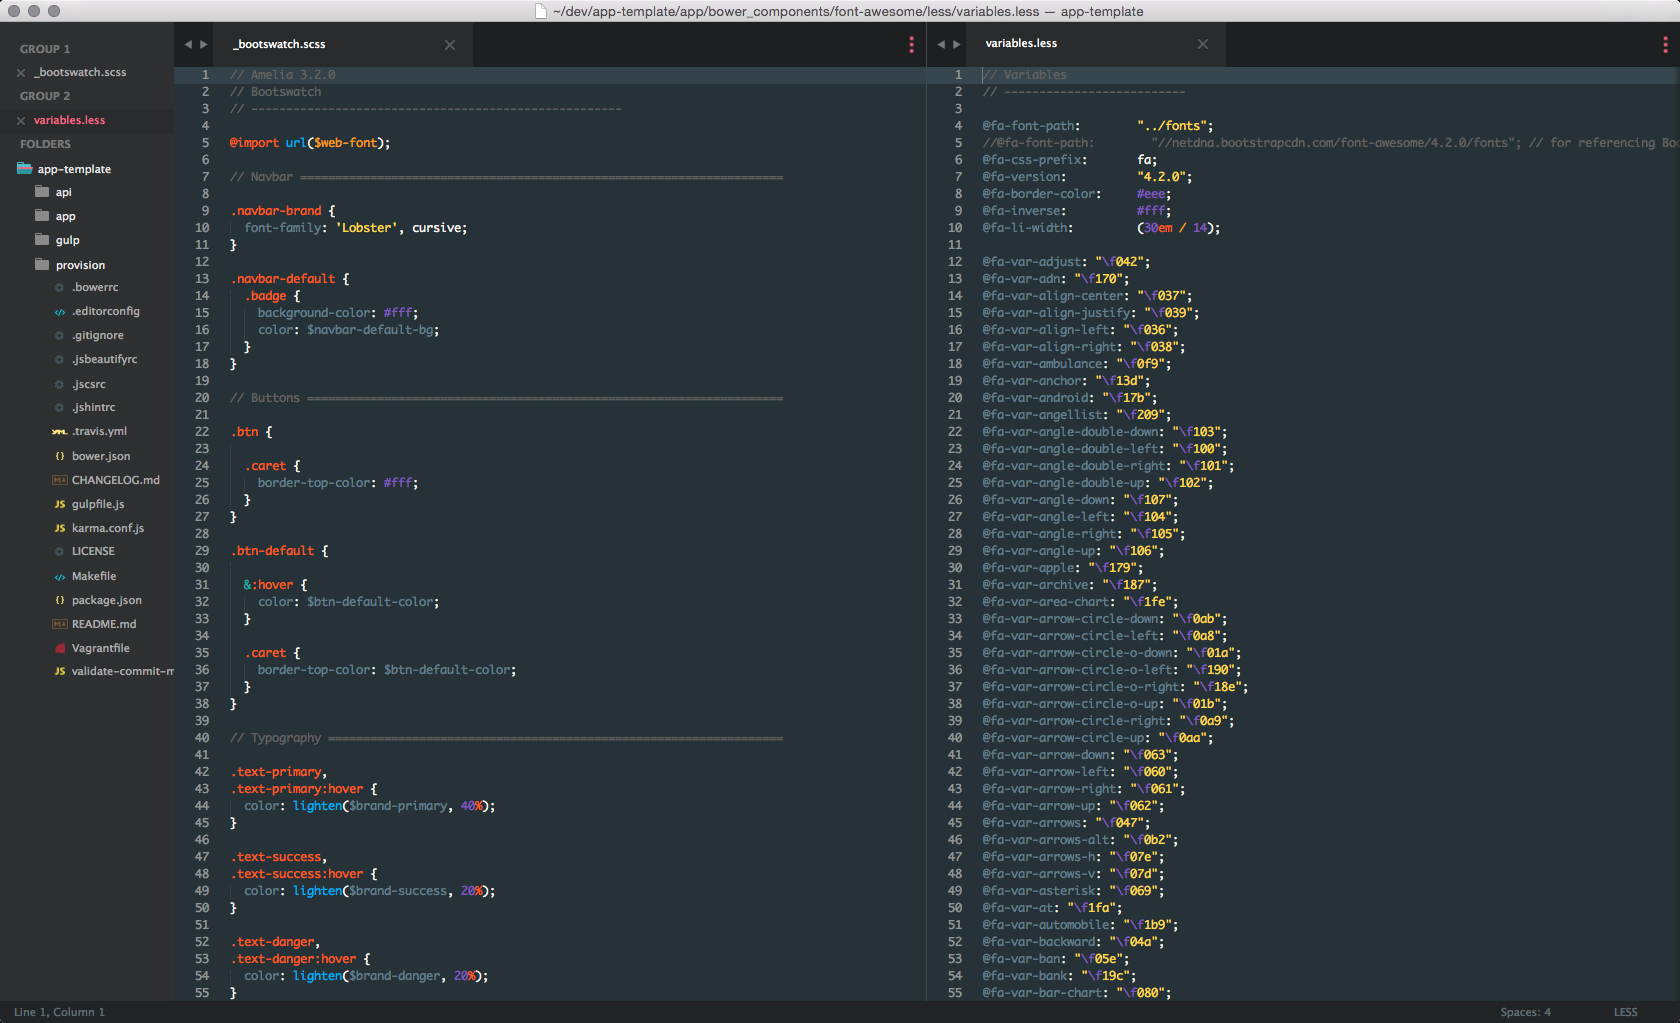 ~/dev/app-template/app/bower_components/font-awesome/less/variables.less — app-template
GROUP 1
_bootswatch.scss
GROUP 2
variables.less
FOLDERS
app-template
api
app
gulp
provision
.bowerrc
.editorconfig
.gitignore
.jsbeautifyrc
.jscsrc
.jshintrc
.travis.yml
bower.json
CHANGELOG.md
JS gulpfile.js
JS karma.conf.js
LICENSE
Makefile
package.json
README.md
Vagrantfile
JS validate-commit-m
_bootswatch.scss
1 // Amelia 3.2.0
2 // Bootswatch
3 // -----------------------------------------------------
4
5 @import url($web-font);
6
7 // Navbar =====================================================================
8
9 .navbar-brand {
10   font-family: 'Lobster', cursive;
11 }
12
13 .navbar-default {
14   .badge {
15     background-color: #fff;
16     color: $navbar-default-bg;
17   }
18 }
19
20 // Buttons ====================================================================
21
22 .btn {
23
24   .caret {
25     border-top-color: #fff;
26   }
27 }
28
29 .btn-default {
30
31   &:hover {
32     color: $btn-default-color;
33   }
34
35   .caret {
36     border-top-color: $btn-default-color;
37   }
38 }
39
40 // Typography =================================================================
41
42 .text-primary,
43 .text-primary:hover {
44   color: lighten($brand-primary, 40%);
45 }
46
47 .text-success,
48 .text-success:hover {
49   color: lighten($brand-success, 20%);
50 }
51
52 .text-danger,
53 .text-danger:hover {
54   color: lighten($brand-danger, 20%);
55 }
variables.less
1 // Variables
2 // --------------------------
3
4 @fa-font-path:        "../fonts";
5 //@fa-font-path:        "//netdna.bootstrapcdn.com/font-awesome/4.2.0/fonts"; // for referencing Boo
6 @fa-css-prefix:       fa;
7 @fa-version:          "4.2.0";
8 @fa-border-color:     #eee;
9 @fa-inverse:          #fff;
10 @fa-li-width:         (30em / 14);
11
12 @fa-var-adjust: "\f042";
13 @fa-var-adn: "\f170";
14 @fa-var-align-center: "\f037";
15 @fa-var-align-justify: "\f039";
16 @fa-var-align-left: "\f036";
17 @fa-var-align-right: "\f038";
18 @fa-var-ambulance: "\f0f9";
19 @fa-var-anchor: "\f13d";
20 @fa-var-android: "\f17b";
21 @fa-var-angellist: "\f209";
22 @fa-var-angle-double-down: "\f103";
23 @fa-var-angle-double-left: "\f100";
24 @fa-var-angle-double-right: "\f101";
25 @fa-var-angle-double-up: "\f102";
26 @fa-var-angle-down: "\f107";
27 @fa-var-angle-left: "\f104";
28 @fa-var-angle-right: "\f105";
29 @fa-var-angle-up: "\f106";
30 @fa-var-apple: "\f179";
31 @fa-var-archive: "\f187";
32 @fa-var-area-chart: "\f1fe";
33 @fa-var-arrow-circle-down: "\f0ab";
34 @fa-var-arrow-circle-left: "\f0a8";
35 @fa-var-arrow-circle-o-down: "\f01a";
36 @fa-var-arrow-circle-o-left: "\f190";
37 @fa-var-arrow-circle-o-right: "\f18e";
38 @fa-var-arrow-circle-o-up: "\f01b";
39 @fa-var-arrow-circle-right: "\f0a9";
40 @fa-var-arrow-circle-up: "\f0aa";
41 @fa-var-arrow-down: "\f063";
42 @fa-var-arrow-left: "\f060";
43 @fa-var-arrow-right: "\f061";
44 @fa-var-arrow-up: "\f062";
45 @fa-var-arrows: "\f047";
46 @fa-var-arrows-alt: "\f0b2";
47 @fa-var-arrows-h: "\f07e";
48 @fa-var-arrows-v: "\f07d";
49 @fa-var-asterisk: "\f069";
50 @fa-var-at: "\f1fa";
51 @fa-var-automobile: "\f1b9";
52 @fa-var-backward: "\f04a";
53 @fa-var-ban: "\f05e";
54 @fa-var-bank: "\f19c";
55 @fa-var-bar-chart: "\f080";
Line 1, Column 1
Spaces: 4
LESS